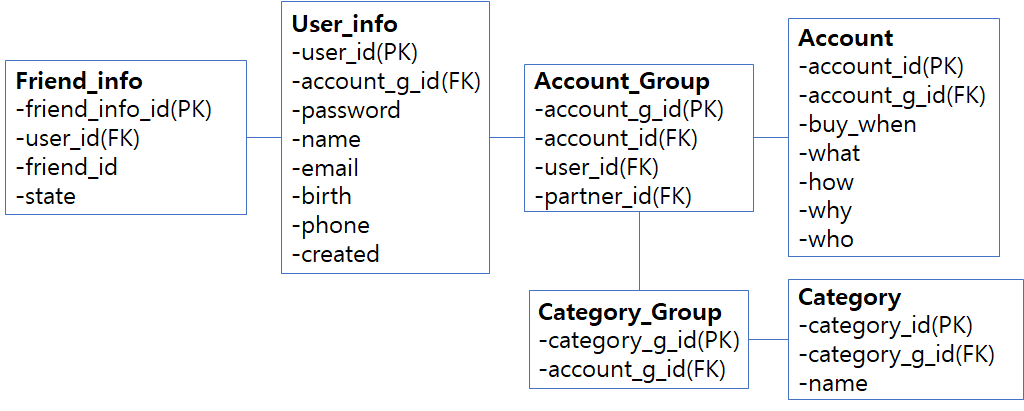 Friend_info
-friend_info_id(PK)
-user_id(FK)
-friend_id
-state
User_info
-user_id(PK)
-account_g_id(FK)
-password
-name
-email
-birth
-phone
-created
Account_Group
-account_g_id(PK)
-account_id(FK)
-user_id(FK)
-partner_id(FK)
Account
-account_id(PK)
-account_g_id(FK)
-buy_when
-what
-how
-why
-who
Category_Group
-category_g_id(PK)
-account_g_id(FK)
Category
-category_id(PK)
-category_g_id(FK)
-name